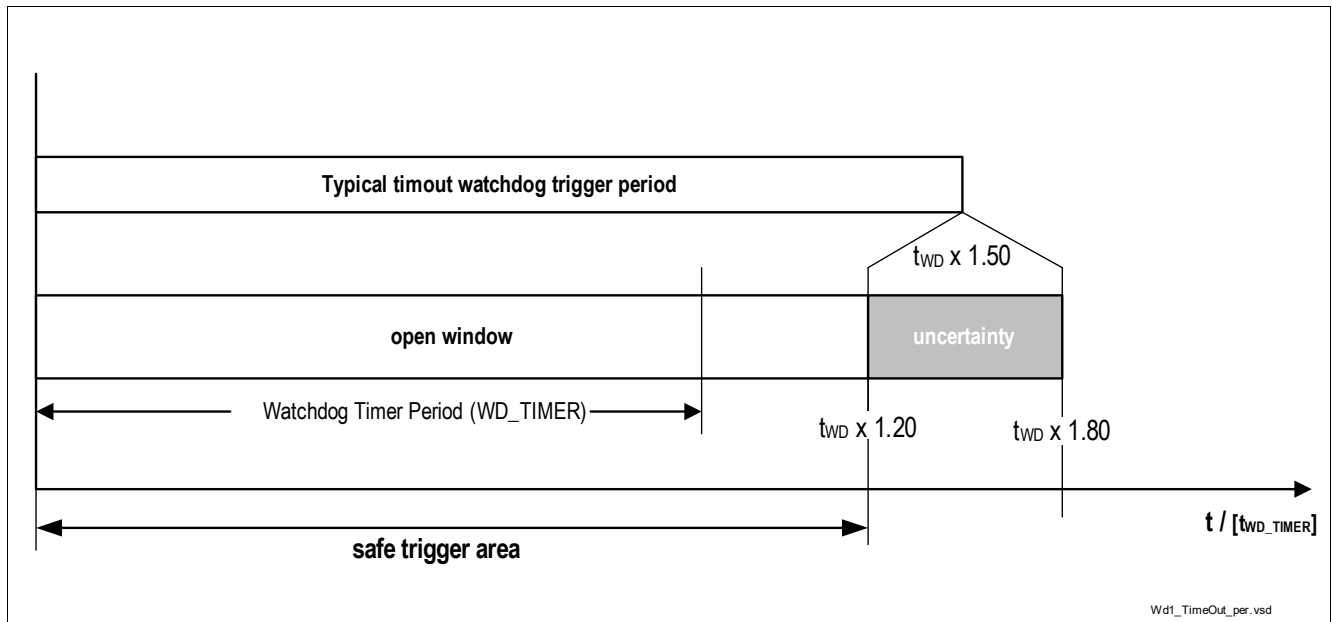 Typical timout watchdog trigger period
tWD x 1.50
open window
uncertainty
Watchdog Timer Period (WD_TIMER)
tWD x 1.20
tWD x 1.80
t / [tWD_TIMER]
safe trigger area
Wd1_TimeOut_per.vsd